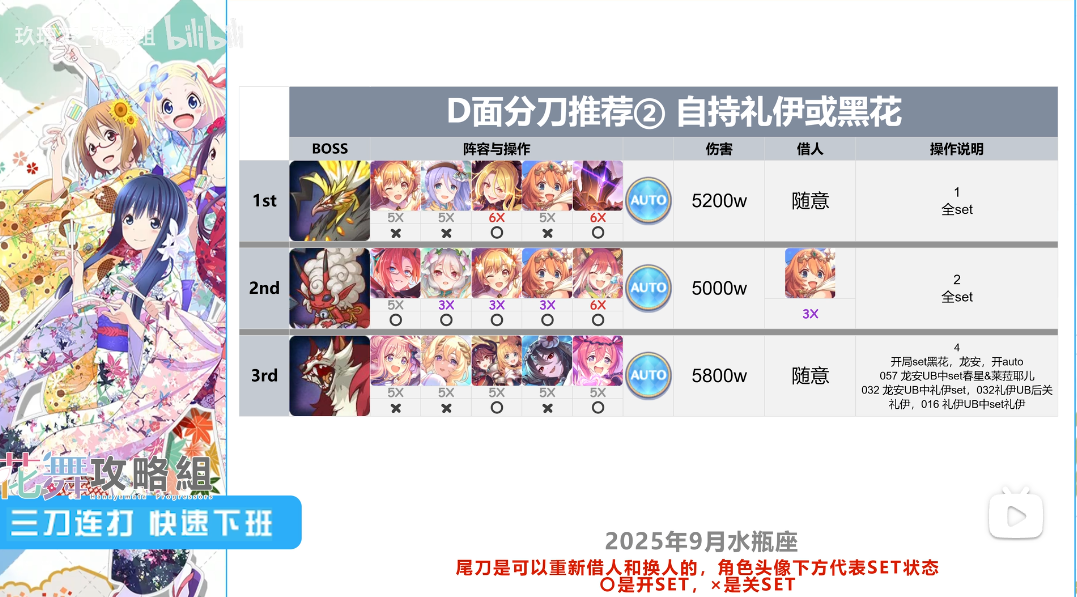 bilibili
D面分刀推荐② 自持礼伊或黑花
BOSS 阵容与操作 伤害 借人 操作说明
1st AUTO 5200w 随意 1
全set
5X 5X 6X 5X 6X
× × ○ × ○
2nd AUTO 5000w 3X 2
全set
5X 3X 3X 3X 6X
○ ○ ○ ○ ○
3rd AUTO 5800w 随意 4
开局set黑花，龙安，开auto
057 龙安UB中set春星&莱菈耶儿
032 龙安UB中礼伊set，032礼伊UB后关
礼伊，016 礼伊UB中set礼伊
5X 5X 5X 5X 5X
× × ○ × ○
花舞攻略組
三刀连打 快速下班
2025年9月水瓶座
尾刀是可以重新借人和换人的，角色头像下方代表SET状态
○是开SET，×是关SET